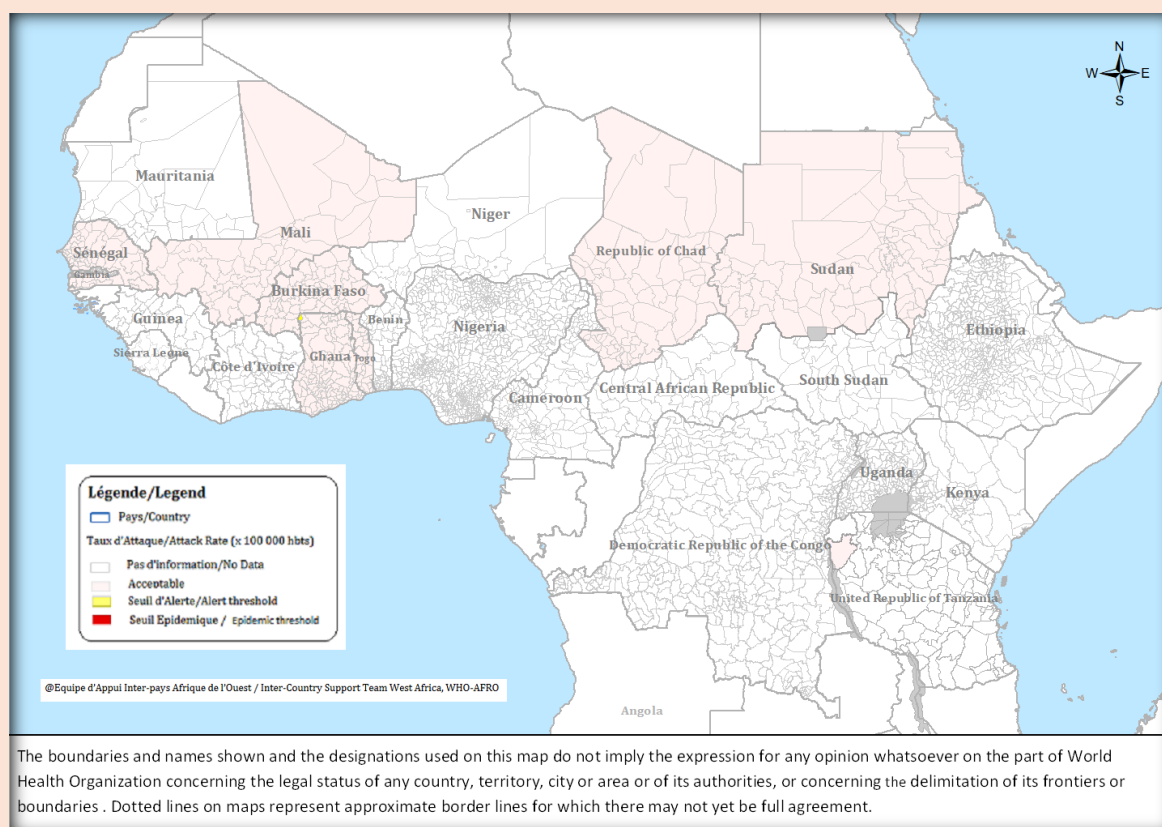 N
W E
S
Mauritania
Niger
Mali
Republic of Chad
Sénégal
Gambia
Sudan
Burkina Faso
Guinea
Benin
Nigeria
Ethiopia
Sierra Leone
Côte d'Ivoire
Ghana
Togo
Cameroon
Central African Republic
South Sudan
Uganda
Kenya
Democratic Republic of the Congo
United Republic of Tanzania
Angola
Légende/Legend
Pays/Country
Taux d'Attaque/Attack Rate (x 100 000 hbts)
Pas d'information/No Data
Acceptable
Seuil d'Alerte/Alert threshold
Seuil Epidemique / Epidemic threshold
@Equipe d'Appui Inter-pays Afrique de l'Ouest / Inter-Country Support Team West Africa, WHO-AFRO
The boundaries and names shown and the designations used on this map do not imply the expression for any opinion whatsoever on the part of World
Health Organization concerning the legal status of any country, territory, city or area or of its authorities, or concerning the delimitation of its frontiers or
boundaries . Dotted lines on maps represent approximate border lines for which there may not yet be full agreement.